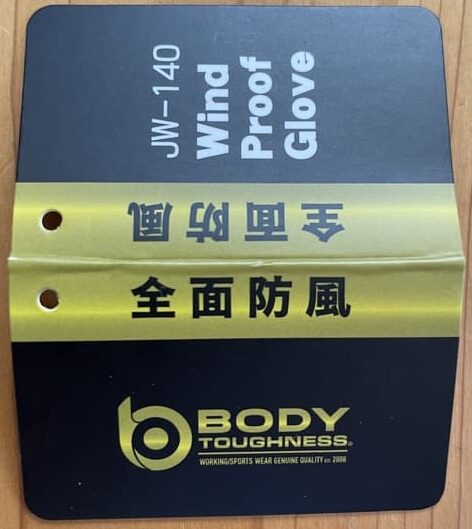 JW-140
Wind
Proof
Glove
全面防風
全面防風
BODY
TOUGHNESS®
WORKING/SPORTS WEAR GENUINE QUALITY EST 2008